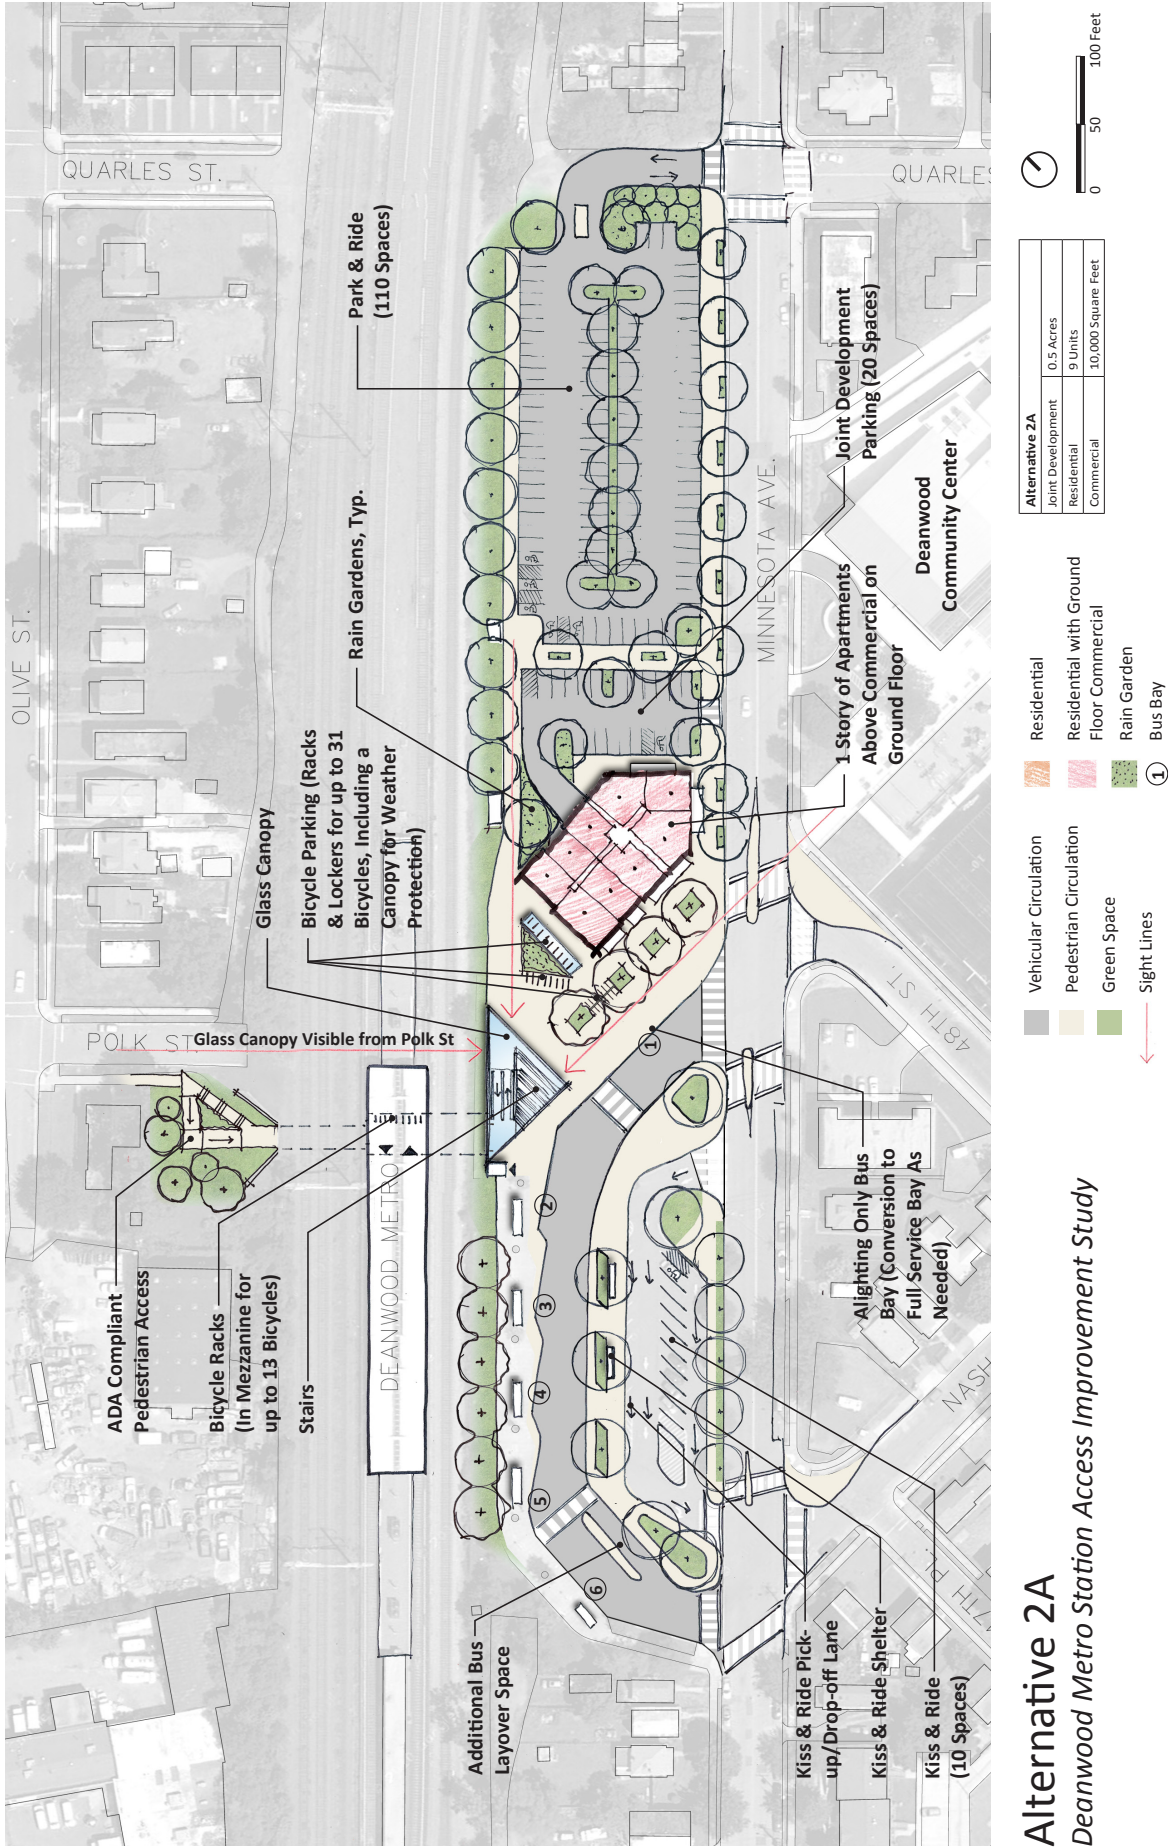 OLIVE ST.
QUARLES ST.
POLK ST.
Glass Canopy Visible from Polk St
ADA Compliant
Pedestrian Access
Bicycle Racks
(In Mezzanine for
up to 13 Bicycles)
Stairs
Glass Canopy
Bicycle Parking (Racks
& Lockers for up to 31
Bicycles, Including a
Canopy for Weather
Protection)
Rain Gardens, Typ.
Park & Ride
(110 Spaces)
DEANWOOD METRO
1
2
3
4
5
6
Additional Bus
Layover Space
Kiss & Ride Pick-
up/Drop-off Lane
Kiss & Ride Shelter
Kiss & Ride
(10 Spaces)
Alighting Only Bus
Bay (Conversion to
Full Service Bay As
Needed)
1 Story of Apartments
Above Commercial on
Ground Floor
Joint Development
Parking (20 Spaces)
MINNESOTA AVE.
Deanwood
Community Center
QUARLES
48TH ST.
NASH
47TH PL.
Alternative 2A
Deanwood Metro Station Access Improvement Study
Vehicular Circulation
Pedestrian Circulation
Green Space
Sight Lines
Residential
Residential with Ground
Floor Commercial
Rain Garden
1 Bus Bay
Alternative 2A
Joint Development 0.5 Acres
Residential 9 Units
Commercial 10,000 Square Feet
0 50 100 Feet